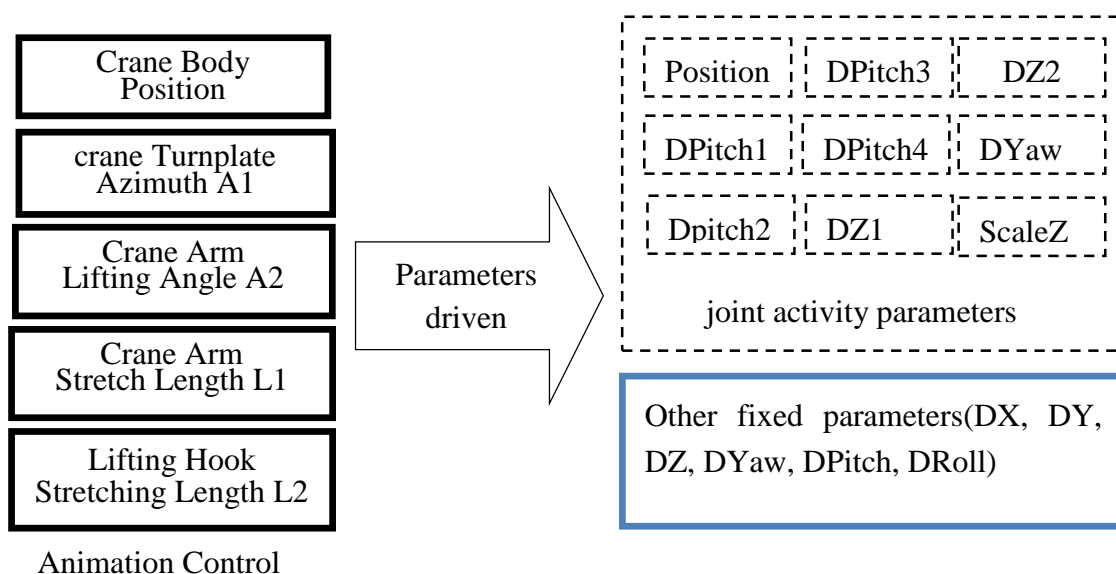 Crane Body
Position
crane Turnplate
Azimuth A1
Crane Arm
Lifting Angle A2
Crane Arm
Stretch Length L1
Lifting Hook
Stretching Length L2
Animation Control
Parameters
driven
Position DPitch3 DZ2
DPitch1 DPitch4 DYaw
Dpitch2 DZ1 ScaleZ
joint activity parameters
Other fixed parameters(DX, DY,
DZ, DYaw, DPitch, DRoll)